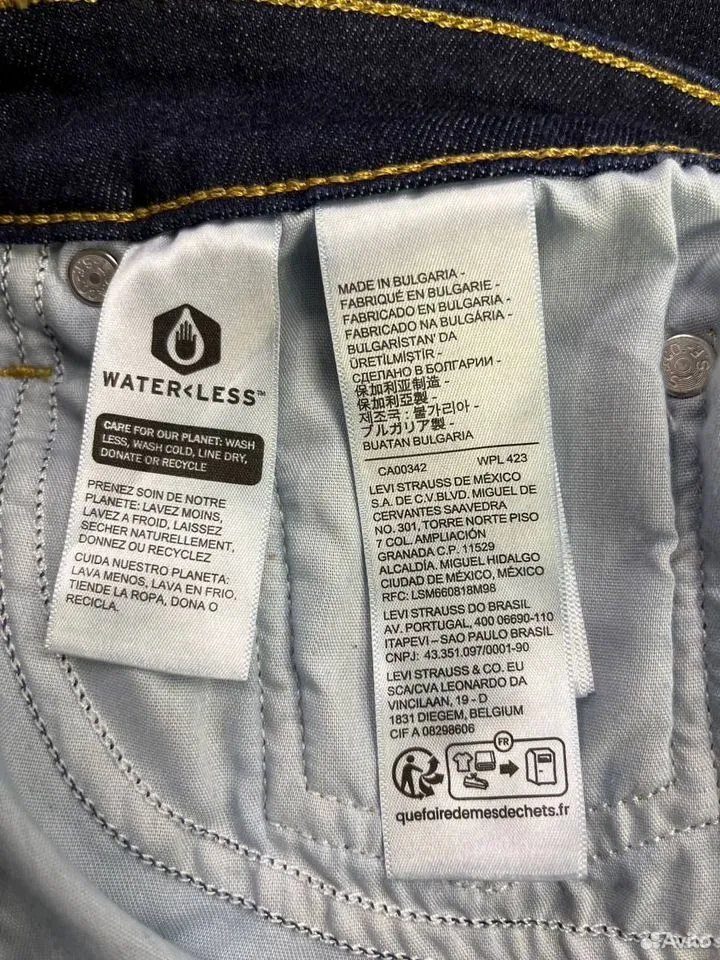 WATER<LESS™
CARE FOR OUR PLANET: WASH
LESS, WASH COLD, LINE DRY,
DONATE OR RECYCLE
PRENEZ SOIN DE NOTRE
PLANETE: LAVEZ MOINS,
LAVEZ A FROID, LAISSEZ
SECHER NATURELLEMENT,
DONNEZ OU RECYCLEZ
CUIDA NUESTRO PLANETA:
LAVA MENOS, LAVA EN FRIO,
TIENDE LA ROPA, DONA O
RECICLA.
MADE IN BULGARIA -
FABRIQUÉ EN BULGARIE -
FABRICADO EN BULGARIA -
FABRICADO NA BULGÁRIA -
BULGARİSTAN' DA
ÜRETİLMİŞTİR -
СДЕЛАНО В БОЛГАРИИ -
保加利亚制造 -
保加利亞製 -
제조국 : 불가리아 -
ブルガリア製 -
BUATAN BULGARIA
CA00342 WPL 423
LEVI STRAUSS DE MÉXICO
S.A. DE C.V.BLVD. MIGUEL DE
CERVANTES SAAVEDRA
NO. 301, TORRE NORTE PISO
7 COL. AMPLIACIÓN
GRANADA C.P. 11529
ALCALDÍA. MIGUEL HIDALGO
CIUDAD DE MÉXICO, MÉXICO
RFC: LSM660818M98
LEVI STRAUSS DO BRASIL
AV. PORTUGAL, 400 06690-110
ITAPEVI – SAO PAULO BRASIL
CNPJ: 43.351.097/0001-90
LEVI STRAUSS & CO. EU
SCA/CVA LEONARDO DA
VINCILAAN, 19 - D
1831 DIEGEM, BELGIUM
CIF A 08298606
FR
quefairedemesdechets.fr
Avito